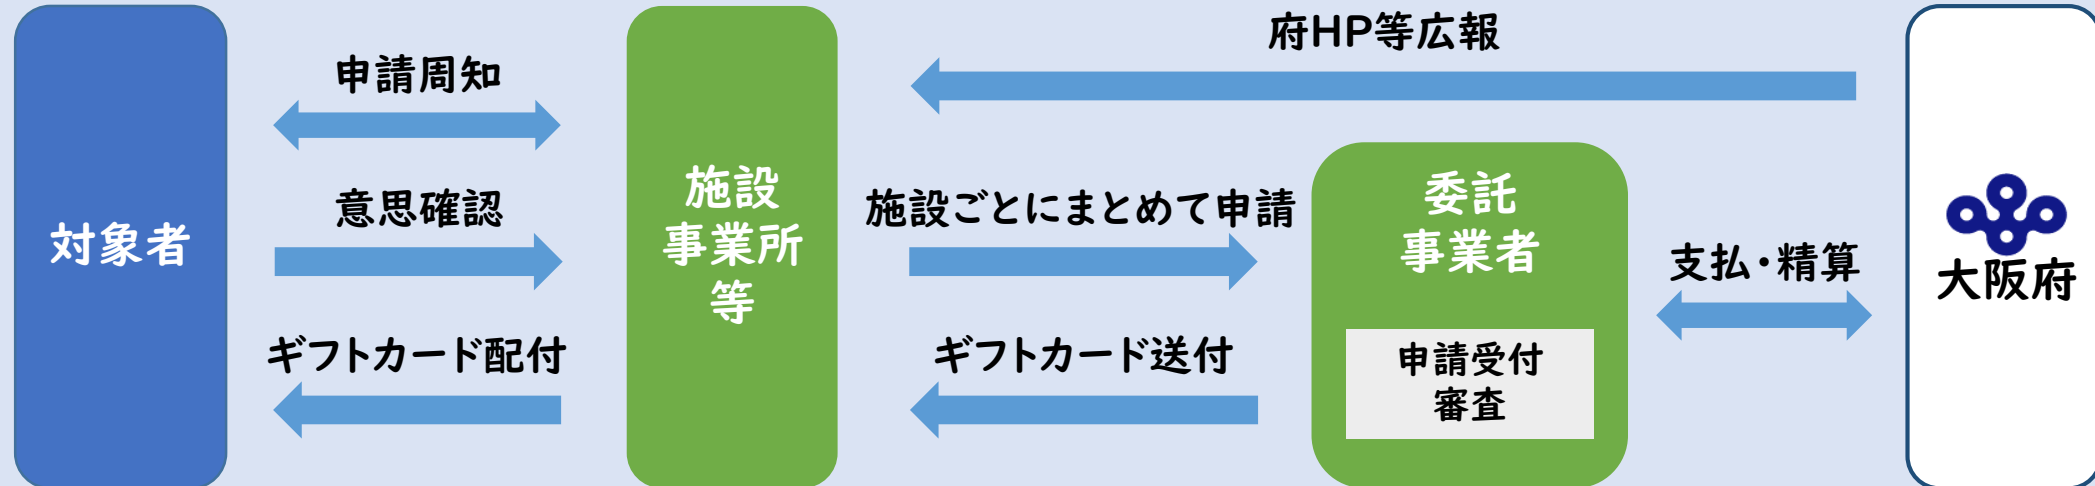 府HP等広報
申請周知
意思確認
ギフトカード配付
対象者
施設
事業所
等
施設ごとにまとめて申請
ギフトカード送付
委託
事業者
申請受付
審査
支払・精算
大阪府